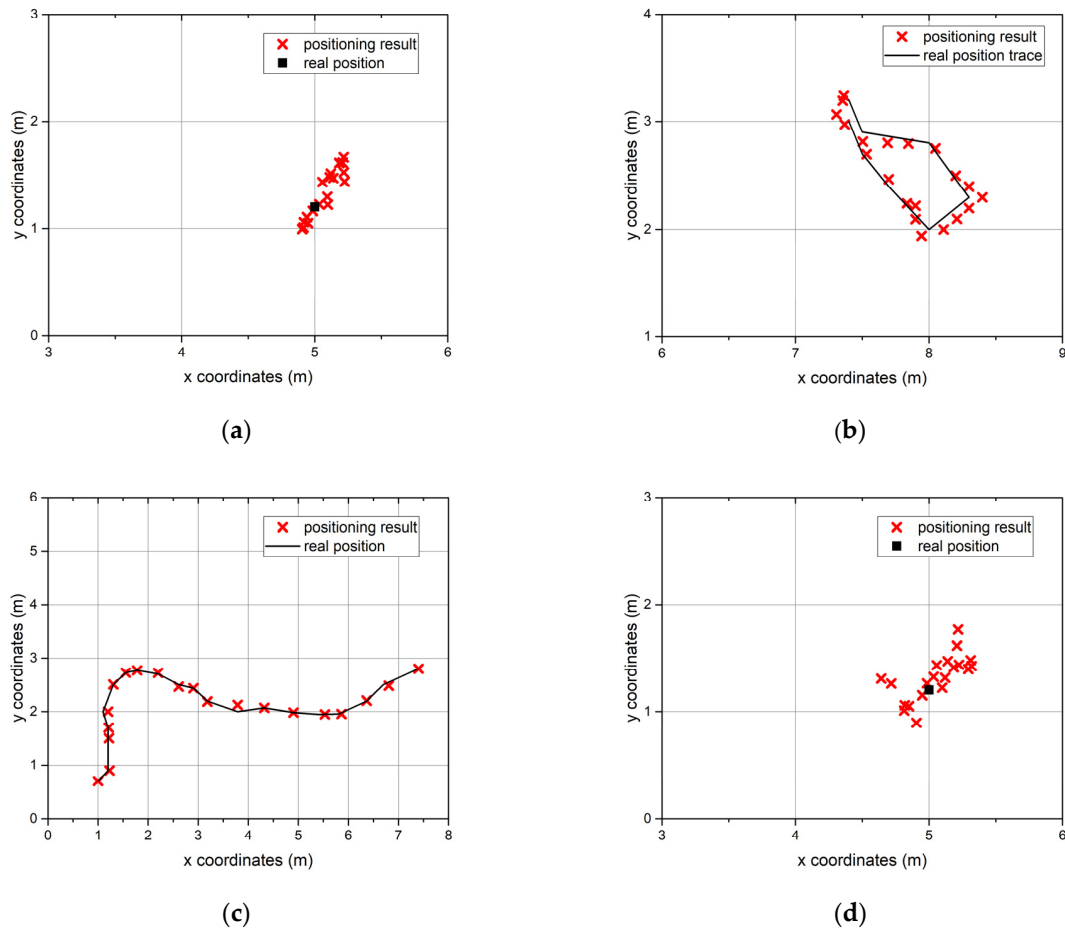 3
2
1
0
3
4
5
6
y coordinates (m)
x coordinates (m)
positioning result
real position
(a)
4
3
2
1
6
7
8
9
y coordinates (m)
x coordinates (m)
positioning result
real position trace
(b)
6
5
4
3
2
1
0
0
1
2
3
4
5
6
7
8
y coordinates (m)
x coordinates (m)
positioning result
real position
(c)
3
2
1
0
3
4
5
6
y coordinates (m)
x coordinates (m)
positioning result
real position
(d)